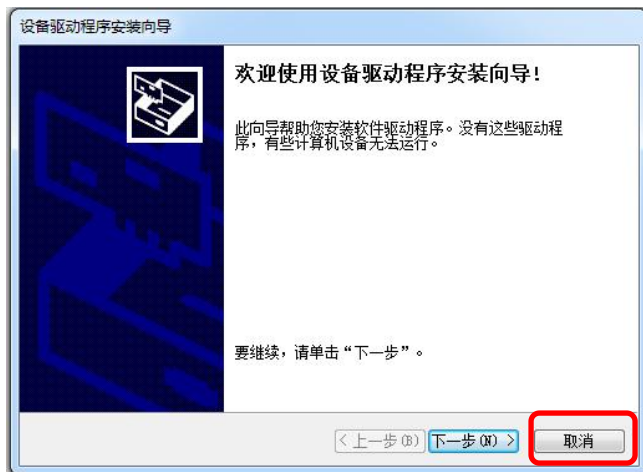 设备驱动程序安装向导
欢迎使用设备驱动程序安装向导!
此向导帮助您安装软件驱动程序。没有这些驱动程
序，有些计算机设备无法运行。
要继续，请单击“下一步”。
< 上一步(B) 下一步(N) > 取消